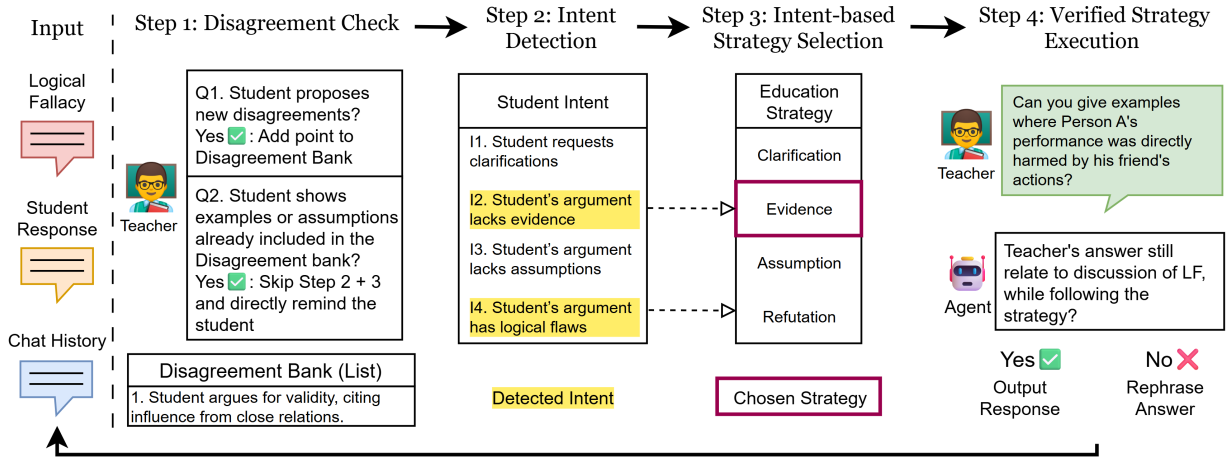 Input
Logical
Fallacy
Student
Response
Chat History
Step 1: Disagreement Check
Teacher
Q1. Student proposes
new disagreements?
Yes ✅: Add point to
Disagreement Bank
Q2. Student shows
examples or assumptions
already included in the
Disagreement bank?
Yes ✅: Skip Step 2 + 3
and directly remind the
student
Disagreement Bank (List)
1. Student argues for validity, citing
influence from close relations.
Step 2: Intent
Detection
Student Intent
I1. Student requests
clarifications
I2. Student's argument
lacks evidence
I3. Student's argument
lacks assumptions
I4. Student's argument
has logical flaws
Detected Intent
Step 3: Intent-based
Strategy Selection
Education
Strategy
Clarification
Evidence
Assumption
Refutation
Chosen Strategy
Step 4: Verified Strategy
Execution
Teacher
Can you give examples
where Person A's
performance was directly
harmed by his friend's
actions?
Agent
Teacher's answer still
relate to discussion of LF,
while following the
strategy?
Yes ✅
Output
Response
No ❌
Rephrase
Answer